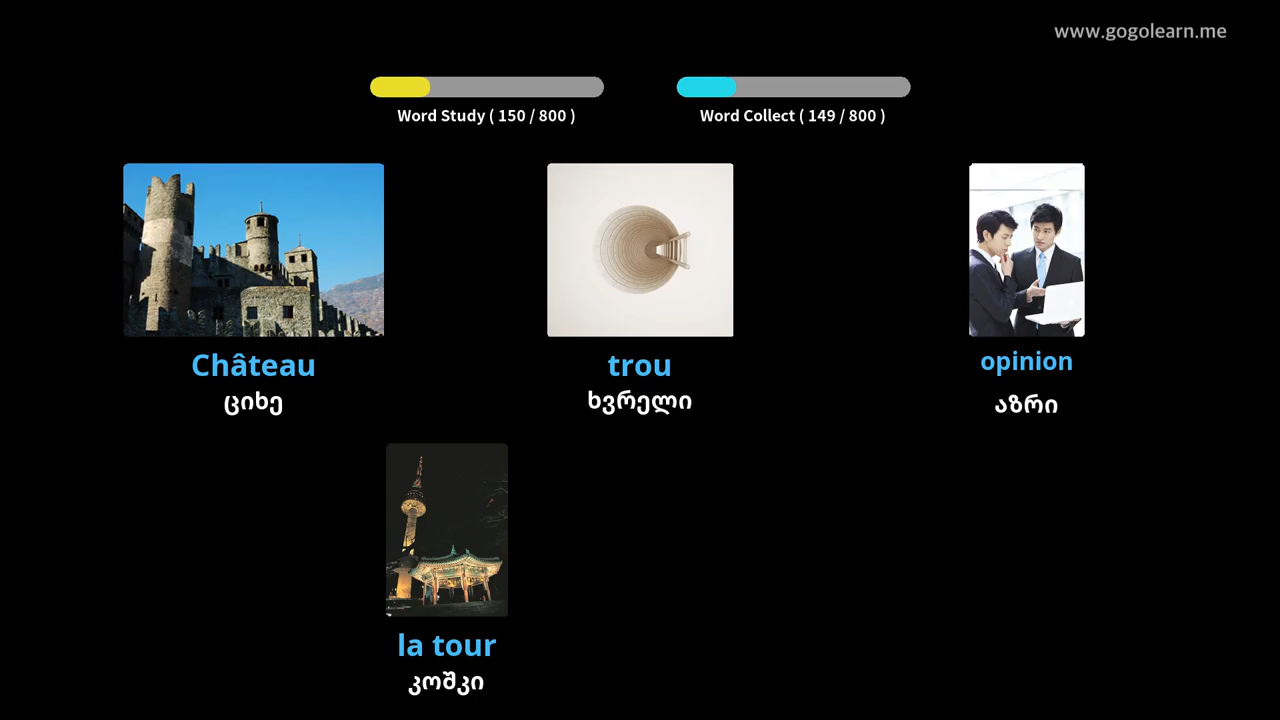 www.gogolearn.me
Word Study ( 150 / 800 )
Word Collect ( 149 / 800 )
Château
ციხე
trou
ხვრელი
opinion
აზრი
la tour
კოშკი